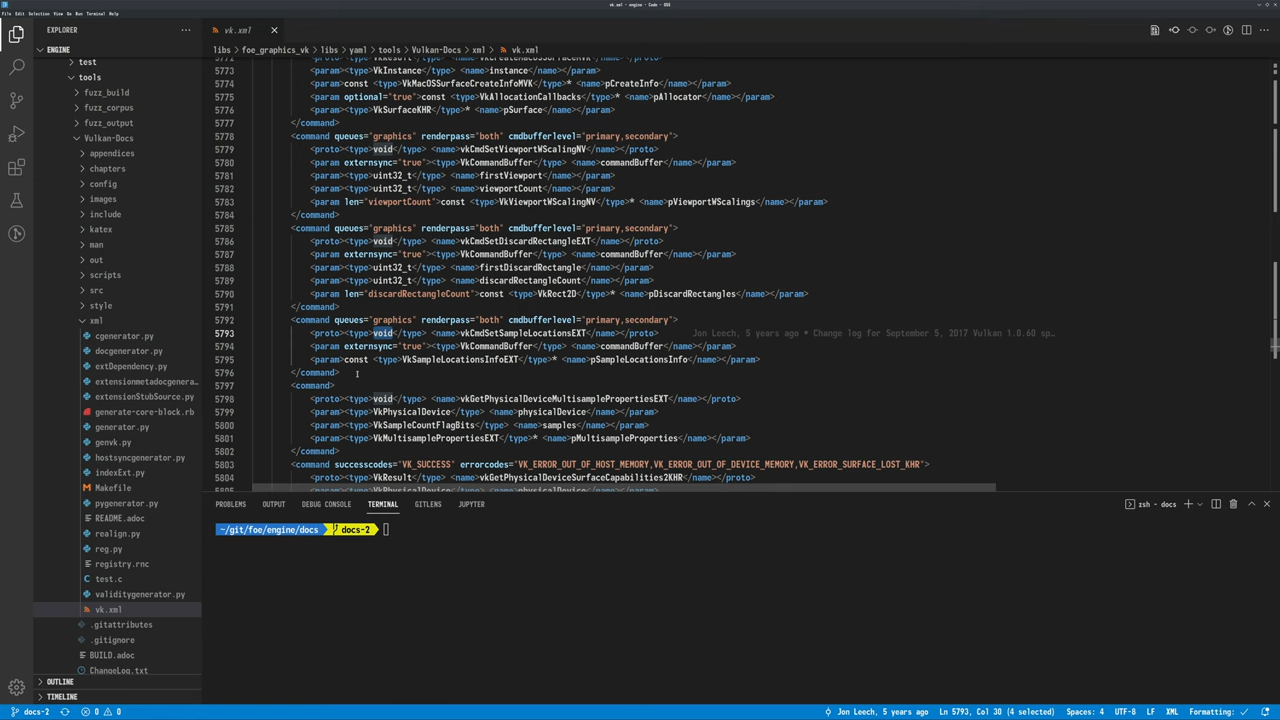 vk.xml - engine - Code - OSS
File Edit Selection View Go Run Terminal Help
EXPLORER ···
ENGINE
test
tools
fuzz_build
fuzz_corpus
fuzz_output
Vulkan-Docs
appendices
chapters
config
images
include
katex
man
out
scripts
src
style
xml
cgenerator.py
docgenerator.py
extDependency.py
extensionmetadocgenera...
extensionStubSource.py
generate-core-block.rb
generator.py
genvk.py
hostsyncgenerator.py
indexExt.py
Makefile
pygenerator.py
README.adoc
realign.py
reg.py
registry.rnc
test.c
validitygenerator.py
vk.xml
.gitattributes
.gitignore
BUILD.adoc
ChangeLog.txt
OUTLINE
TIMELINE
vk.xml
libs > foe_graphics_vk > libs > yaml > tools > Vulkan-Docs > xml > vk.xml
5773 <param><type>VkInstance</type> <name>instance</name></param>
5774 <param>const <type>VkMacOSSurfaceCreateInfoMVK</type>* <name>pCreateInfo</name></param>
5775 <param optional="true">const <type>VkAllocationCallbacks</type>* <name>pAllocator</name></param>
5776 <param><type>VkSurfaceKHR</type>* <name>pSurface</name></param>
5777 </command>
5778 <command queues="graphics" renderpass="both" cmdbufferlevel="primary,secondary">
5779 <proto><type>void</type> <name>vkCmdSetViewportWScalingNV</name></proto>
5780 <param externsync="true"><type>VkCommandBuffer</type> <name>commandBuffer</name></param>
5781 <param><type>uint32_t</type> <name>firstViewport</name></param>
5782 <param><type>uint32_t</type> <name>viewportCount</name></param>
5783 <param len="viewportCount">const <type>VkViewportWScalingNV</type>* <name>pViewportWScalings</name></param>
5784 </command>
5785 <command queues="graphics" renderpass="both" cmdbufferlevel="primary,secondary">
5786 <proto><type>void</type> <name>vkCmdSetDiscardRectangleEXT</name></proto>
5787 <param externsync="true"><type>VkCommandBuffer</type> <name>commandBuffer</name></param>
5788 <param><type>uint32_t</type> <name>firstDiscardRectangle</name></param>
5789 <param><type>uint32_t</type> <name>discardRectangleCount</name></param>
5790 <param len="discardRectangleCount">const <type>VkRect2D</type>* <name>pDiscardRectangles</name></param>
5791 </command>
5792 <command queues="graphics" renderpass="both" cmdbufferlevel="primary,secondary">
5793 <proto><type>void</type> <name>vkCmdSetSampleLocationsEXT</name></proto> Jon Leech, 5 years ago • Change log for September 5, 2017 Vulkan 1.0.60 sp…
5794 <param externsync="true"><type>VkCommandBuffer</type> <name>commandBuffer</name></param>
5795 <param>const <type>VkSampleLocationsInfoEXT</type>* <name>pSampleLocationsInfo</name></param>
5796 </command>
5797 <command>
5798 <proto><type>void</type> <name>vkGetPhysicalDeviceMultisamplePropertiesEXT</name></proto>
5799 <param><type>VkPhysicalDevice</type> <name>physicalDevice</name></param>
5800 <param><type>VkSampleCountFlagBits</type> <name>samples</name></param>
5801 <param><type>VkMultisamplePropertiesEXT</type>* <name>pMultisampleProperties</name></param>
5802 </command>
5803 <command successcodes="VK_SUCCESS" errorcodes="VK_ERROR_OUT_OF_HOST_MEMORY,VK_ERROR_OUT_OF_DEVICE_MEMORY,VK_ERROR_SURFACE_LOST_KHR">
5804 <proto><type>VkResult</type> <name>vkGetPhysicalDeviceSurfaceCapabilities2KHR</name></proto>
PROBLEMS OUTPUT DEBUG CONSOLE TERMINAL GITLENS JUPYTER
zsh - docs
~/git/foe/engine/docs docs-2
docs-2 0 0 Jon Leech, 5 years ago Ln 5793, Col 30 (4 selected) Spaces: 4 UTF-8 LF XML Formatting: ✓